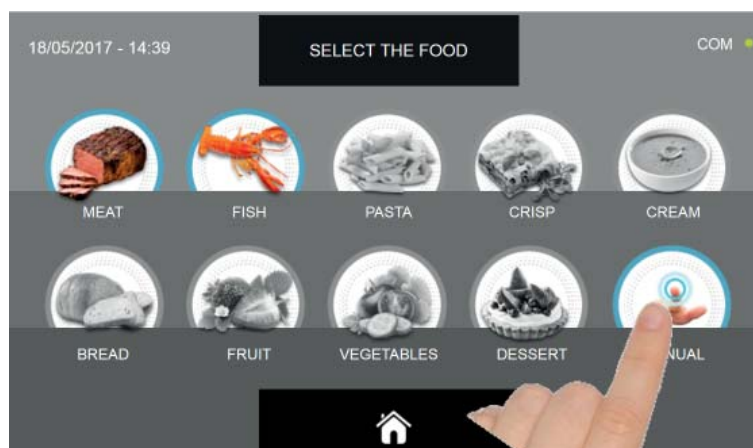 18/05/2017 - 14:39
SELECT THE FOOD
COM
MEAT
FISH
PASTA
CRISP
CREAM
BREAD
FRUIT
VEGETABLES
DESSERT